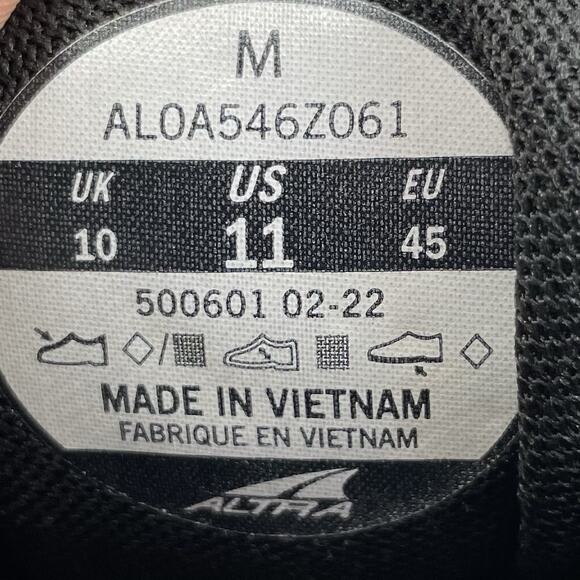 M
AL0A546Z061
UK US EU
10 11 45
500601 02-22
MADE IN VIETNAM
FABRIQUE EN VIETNAM
ALTRA